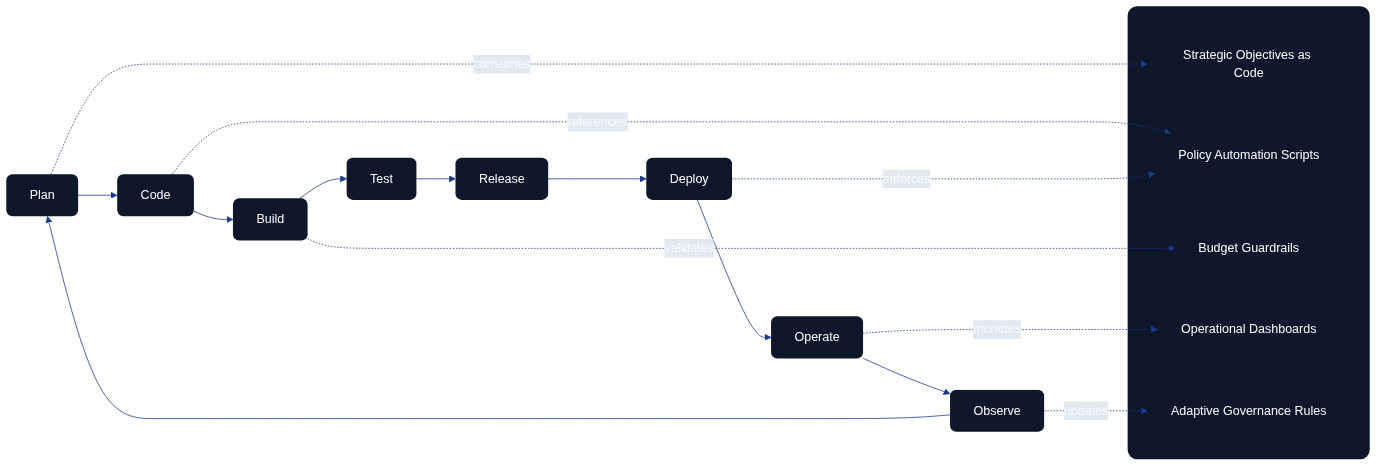 Strategic Objectives as
Code
consumes
references
Policy Automation Scripts
Test
Release
Deploy
enforces
Plan
Code
Build
validates
Budget Guardrails
Operate
monitors
Operational Dashboards
Observe
updates
Adaptive Governance Rules